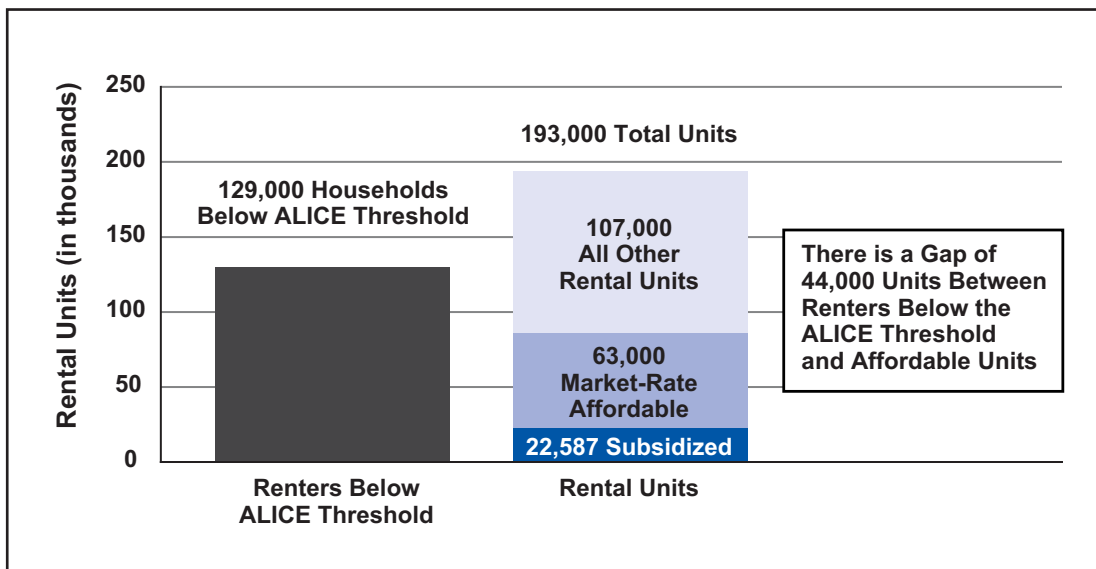 Rental Units (in thousands)
250
200
150
100
50
0
129,000 Households
Below ALICE Threshold
193,000 Total Units
107,000
All Other
Rental Units
63,000
Market-Rate
Affordable
22,587 Subsidized
Renters Below
ALICE Threshold
Rental Units
There is a Gap of
44,000 Units Between
Renters Below the
ALICE Threshold
and Affordable Units